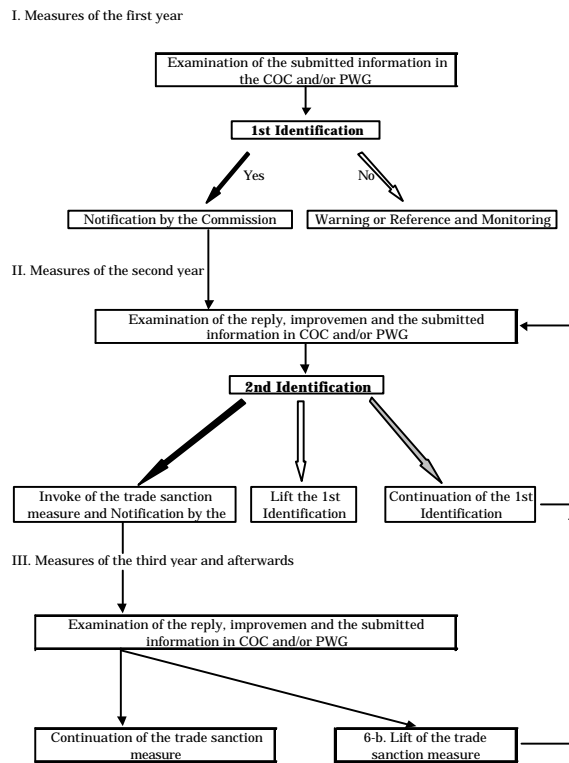 I. Measures of the first year
Examination of the submitted information in
the COC and/or PWG
1st Identification
Yes
No
Notification by the Commission
Warning or Reference and Monitoring
II. Measures of the second year
Examination of the reply, improvemen and the submitted
information in COC and/or PWG
2nd Identification
Invoke of the trade sanction
measure and Notification by the
Lift the 1st
Identification
Continuation of the 1st
Identification
III. Measures of the third year and afterwards
Examination of the reply, improvemen and the submitted
information in COC and/or PWG
Continuation of the trade sanction
measure
6-b. Lift of the trade
sanction measure